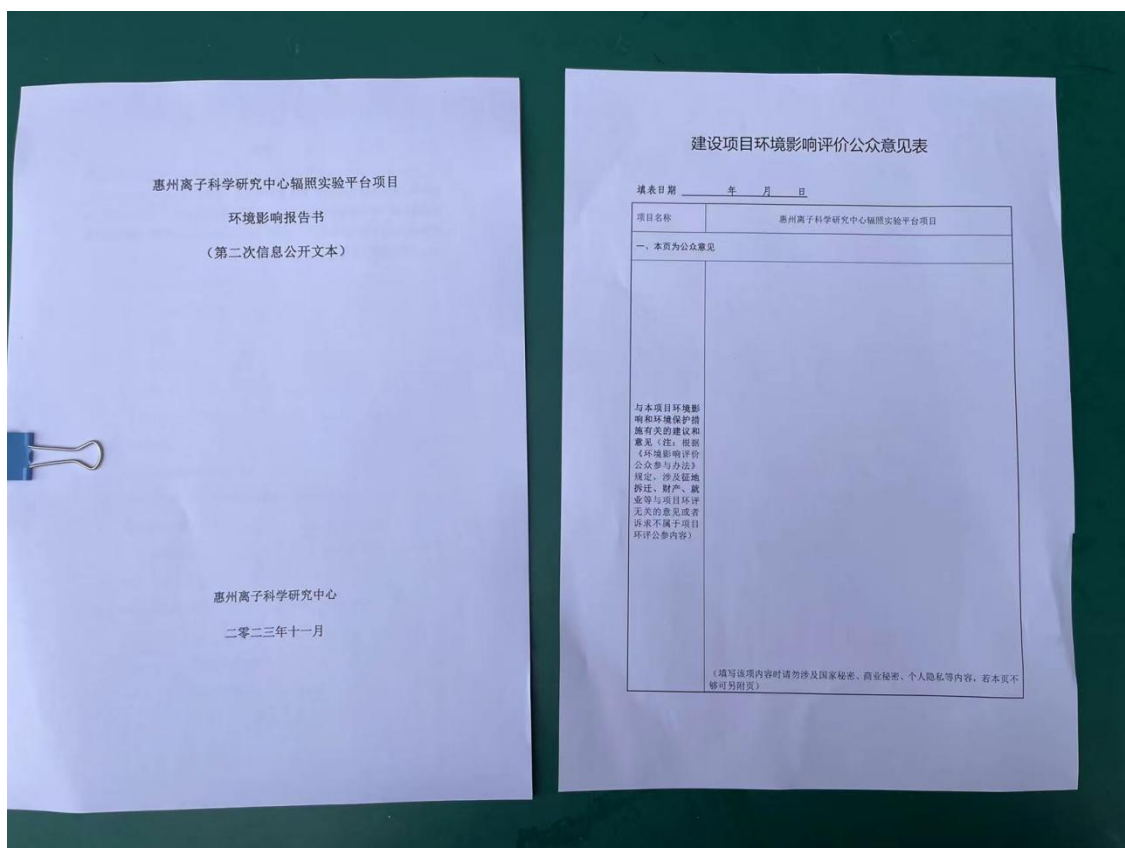 惠州离子科学研究中心辐照实验平台项目
环境影响报告书
（第二次信息公开文本）
惠州离子科学研究中心
二零二三年十一月
建设项目环境影响评价公众意见表
填表日期 年 月 日
项目名称 惠州离子科学研究中心辐照实验平台项目
一、本页为公众意见
与本项目环境影
响和环境保护措
施有关的建议和
意见（注：根据
《环境影响评价
公众参与办法》
规定，涉及征地
拆迁、财产、就
业等与项目环评
无关的意见或者
诉求不属于项目
环评公参内容）
（填写该项内容时请勿涉及国家秘密、商业秘密、个人隐私等内容，若本页不
够可另附页）